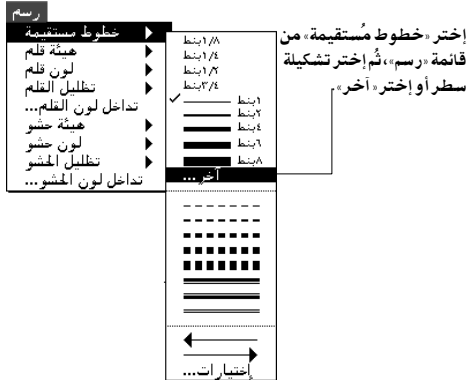 رسم
خطوط مستقيمة
هيئة قلم
لون قلم
تظليل القلم
تداخل لون القلم...
هيئة حشو
لون حشو
تظليل الحشو
تداخل لون الحشو...
١/٨بنط
١/٤بنط
١/٢بنط
٣/٤بنط
١بنط
٢بنط
٤بنط
٦بنط
٨بنط
آخر...
إختيارات...
إختر «خطوط مُستقيمة» من
قائمة «رسم»، ثُم إختر تشكيلة
سطر أو إختر «آخر».